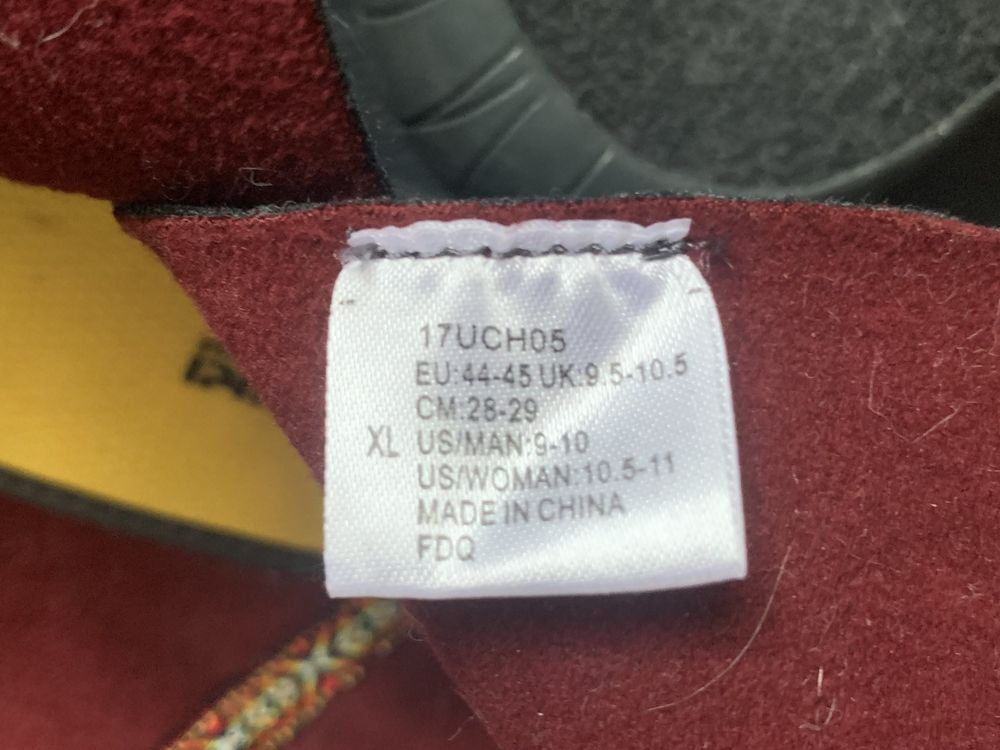 17UCH05
EU:44-45 UK:9.5-10.5
CM:28-29
XL US/MAN:9-10
US/WOMAN:10.5-11
MADE IN CHINA
FDQ